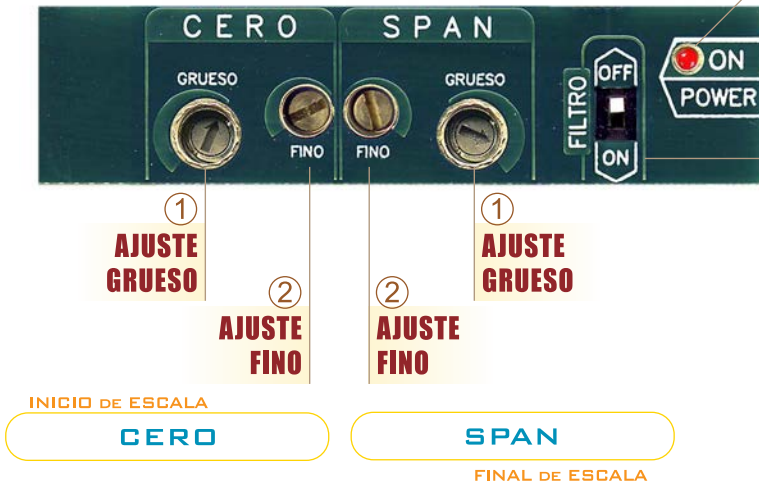 CERO SPAN
GRUESO GRUESO
FINO FINO
FILTRO
OFF
ON
ON
POWER
1 1
AJUSTE AJUSTE
GRUESO GRUESO
2 2
AJUSTE AJUSTE
FINO FINO
INICIO DE ESCALA
CERO SPAN
FINAL DE ESCALA